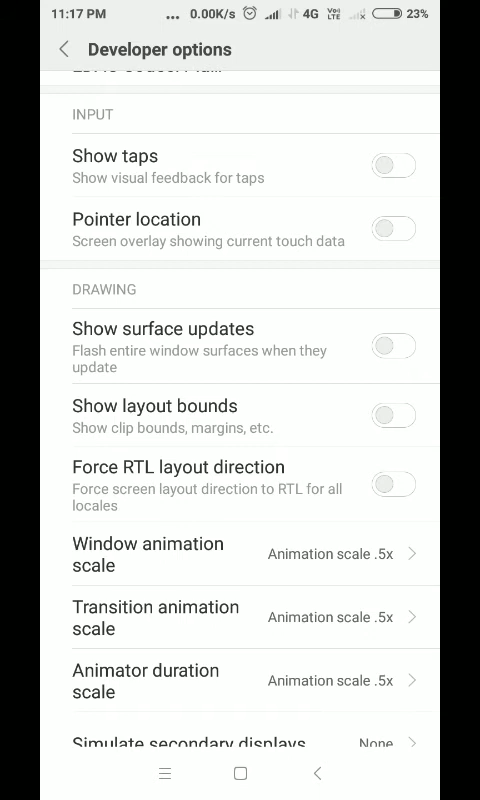 11:17 PM ... 0.00K/s 4G Vo) LTE 23%
Developer options
INPUT
Show taps
Show visual feedback for taps
Pointer location
Screen overlay showing current touch data
DRAWING
Show surface updates
Flash entire window surfaces when they
update
Show layout bounds
Show clip bounds, margins, etc.
Force RTL layout direction
Force screen layout direction to RTL for all
locales
Window animation
scale
Animation scale .5x
Transition animation
scale
Animation scale .5x
Animator duration
scale
Animation scale .5x
Simulate secondary displays None